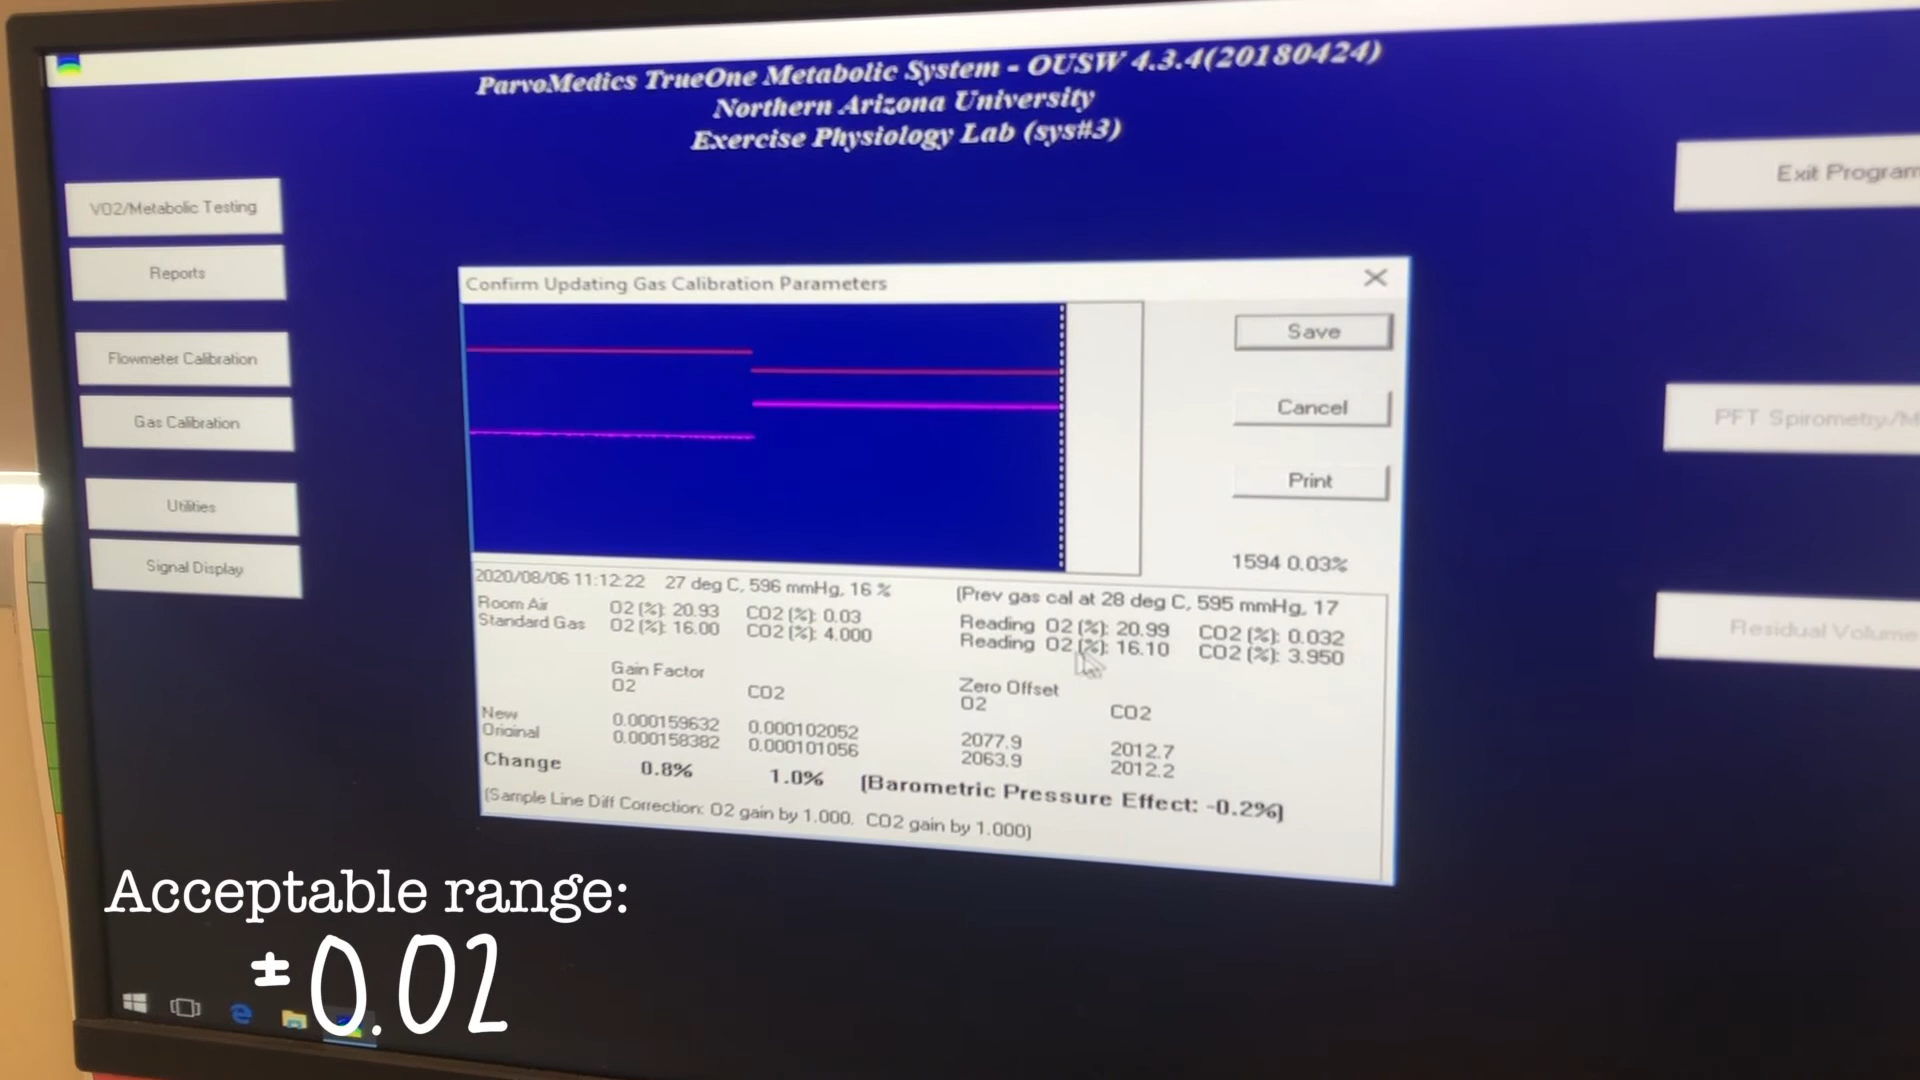 ParvoMedics TrueOne Metabolic System - OUSW 4.3.4(20180424)
Northern Arizona University
Exercise Physiology Lab (sys#3)
VO2/Metabolic Testing
Reports
Flowmeter Calibration
Gas Calibration
Utilities
Signal Display
Exit Program
PFT Spirometry/M
Residual Volume
Confirm Updating Gas Calibration Parameters
Save
Cancel
Print
1594 0.03%
2020/08/06 11:12:22 27 deg C, 596 mmHg, 16 % (Prev gas cal at 28 deg C, 595 mmHg, 17
Room Air O2 (%): 20.93 CO2 (%): 0.03 Reading O2 (%): 20.99 CO2 (%): 0.032
Standard Gas O2 (%): 16.00 CO2 (%): 4.000 Reading O2 (%): 16.10 CO2 (%): 3.950
Gain Factor Zero Offset
O2 CO2 O2 CO2
New 0.000159632 0.000102052 2077.9 2012.7
Original 0.000158382 0.000101056 2063.9 2012.2
Change 0.8% 1.0% (Barometric Pressure Effect: -0.2%)
(Sample Line Diff Correction: O2 gain by 1.000. CO2 gain by 1.000)
Acceptable range:
±0.02